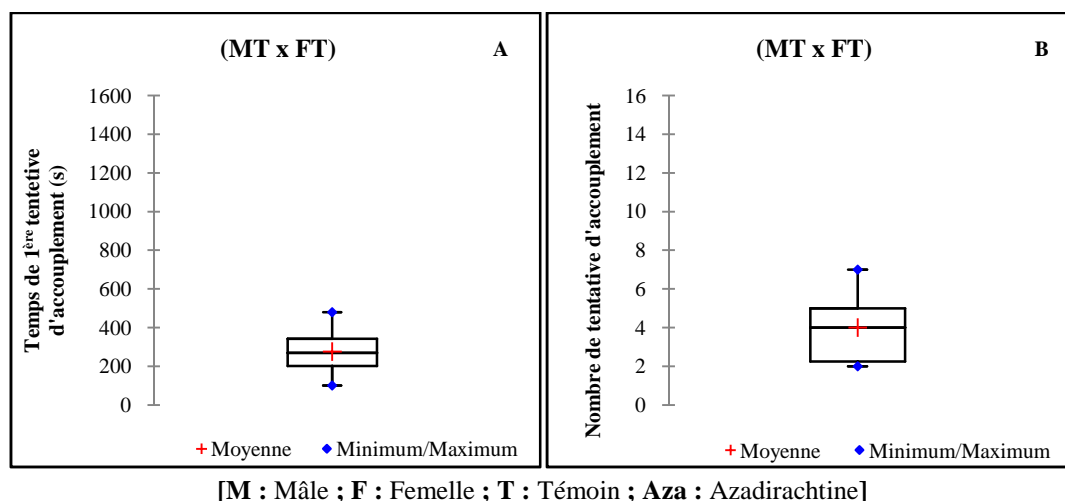 (MT x FT) A
Temps de 1ère tentetive
d'accouplement (s)
1600
1400
1200
1000
800
600
400
200
0
Moyenne Minimum/Maximum
(MT x FT) B
Nombre de tentative d'accouplement
16
14
12
10
8
6
4
2
0
Moyenne Minimum/Maximum
[M : Mâle ; F : Femelle ; T : Témoin ; Aza : Azadirachtine]